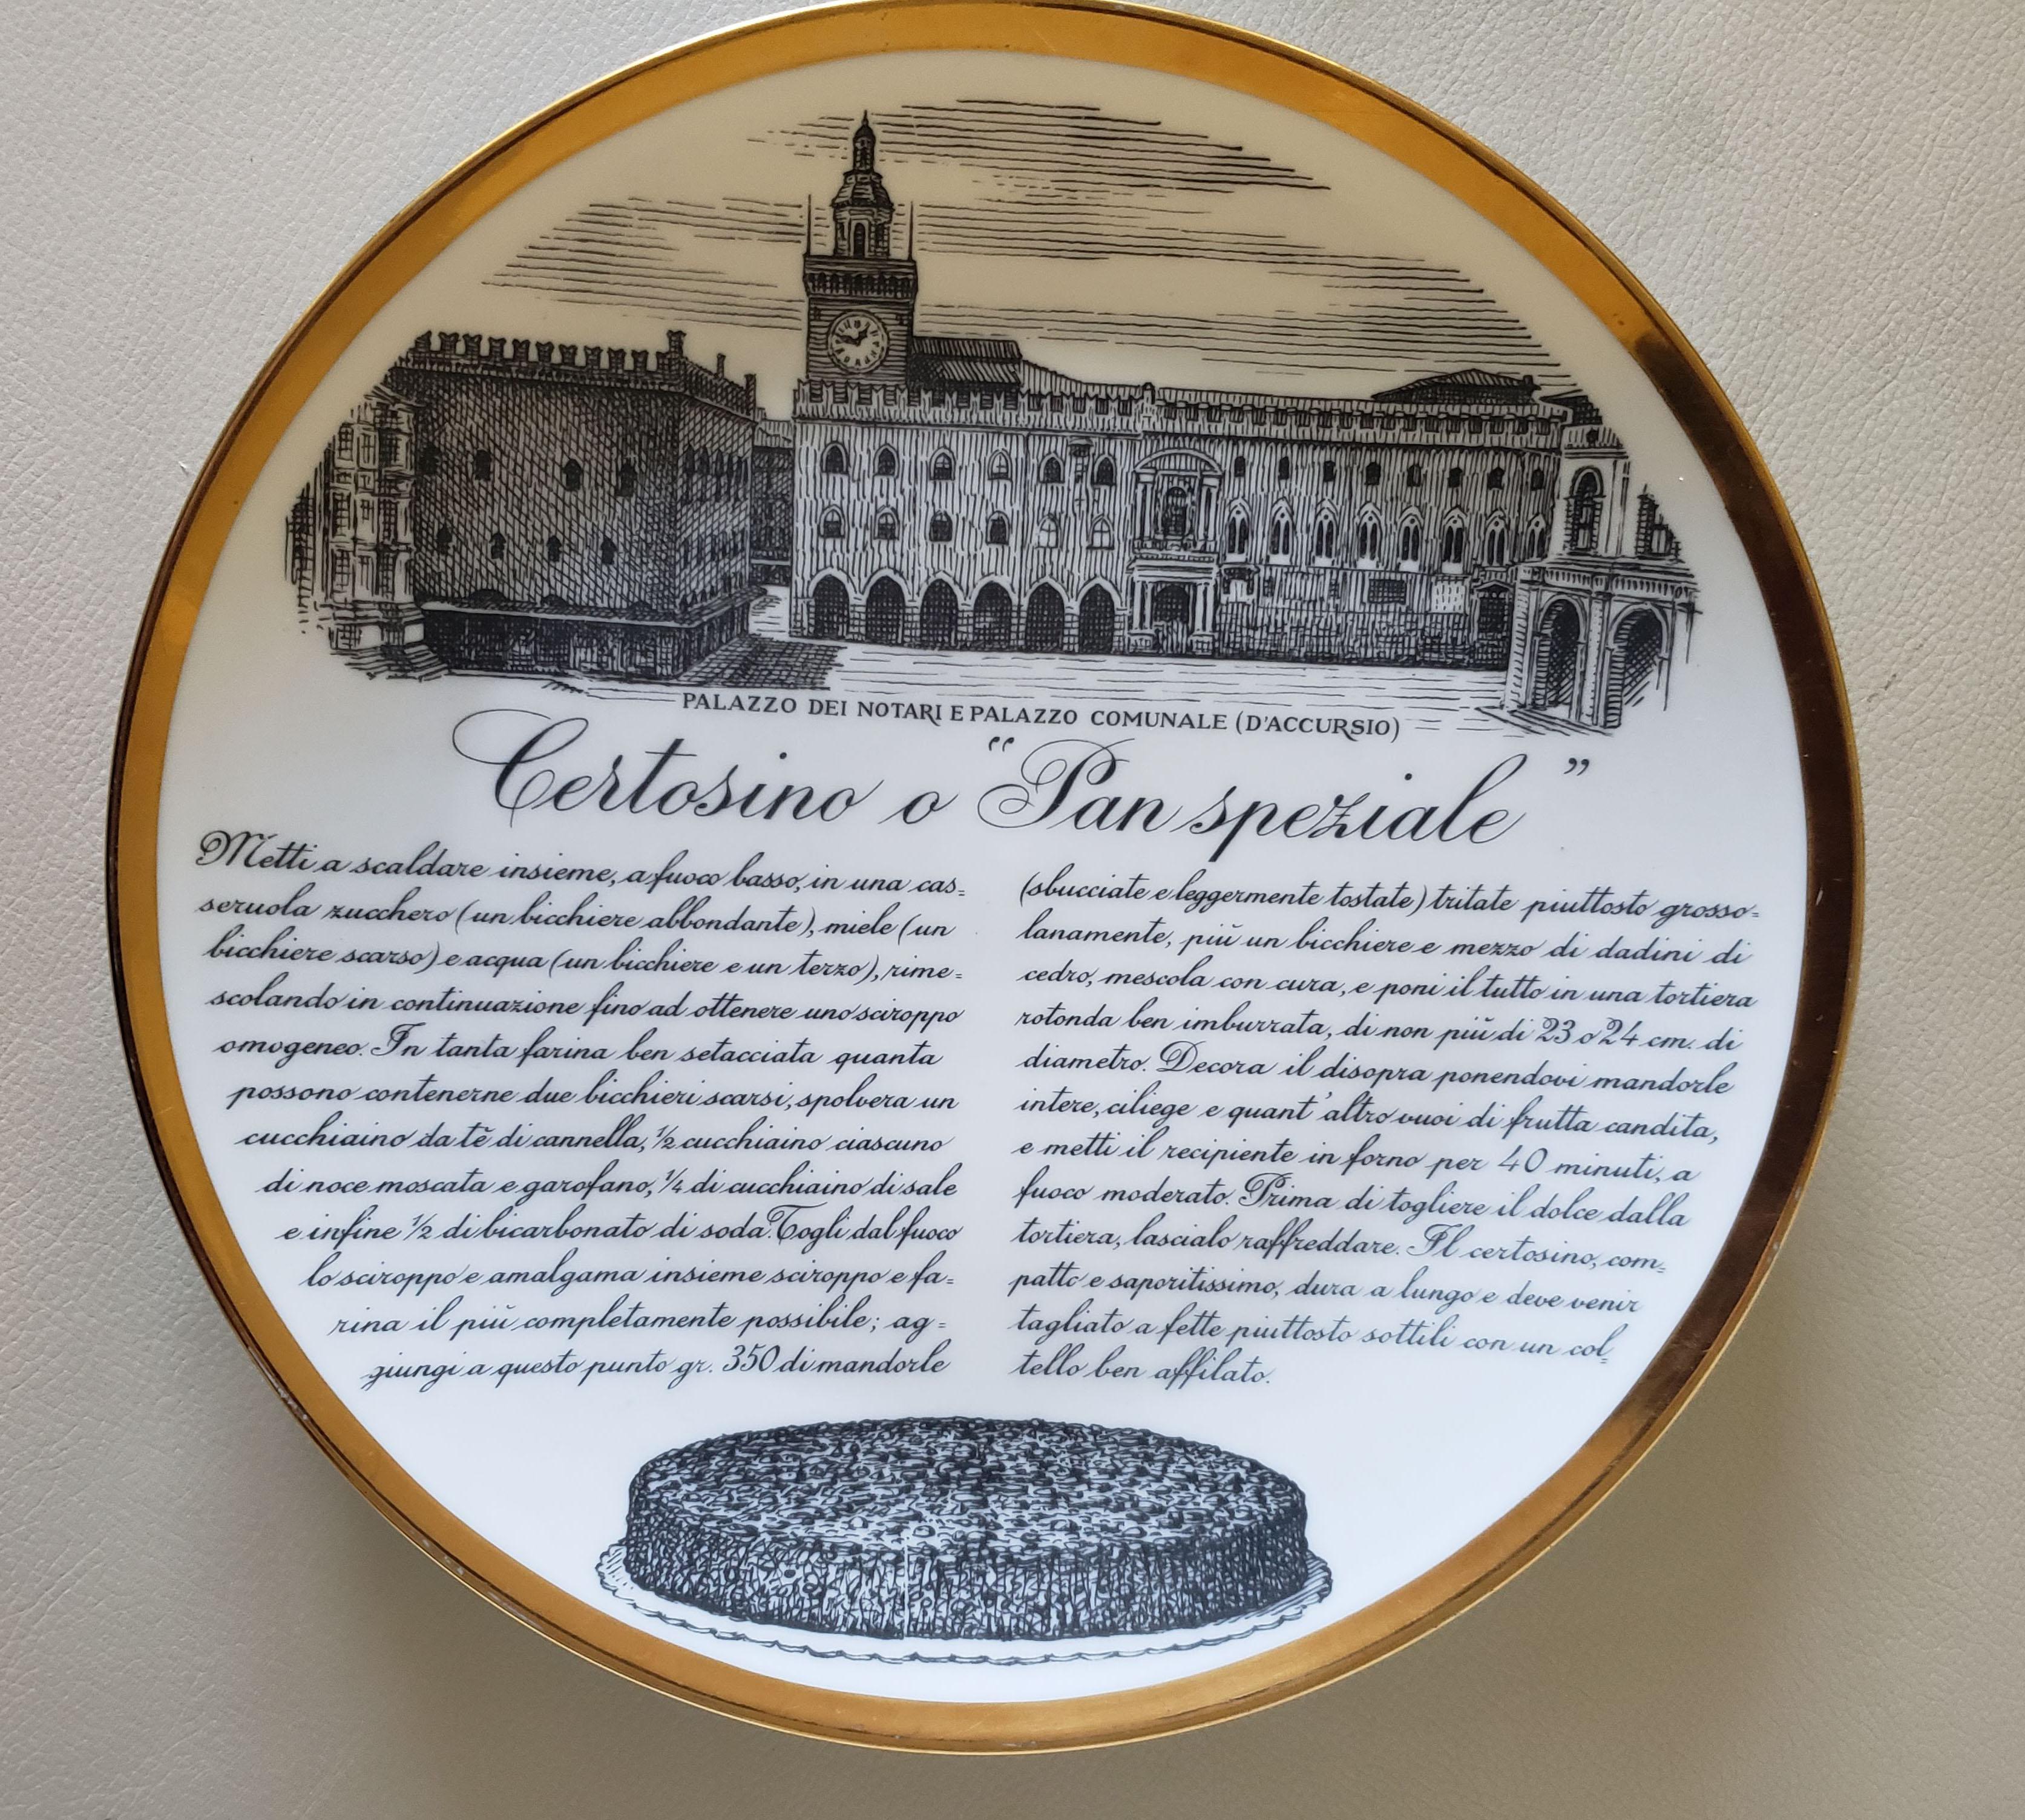 PALAZZO DEI NOTARI E PALAZZO COMUNALE (D'ACCURSIO)
Certosino o "Pan speziale"
Metti a scaldare insieme, a fuoco basso, in una cas=
seruola zucchero (un bicchiere abbondante), miele (un
bicchiere scarso) e acqua (un bicchiere e un terzo), rime=
scolando in continuazione fino ad ottenere uno sciroppo
omogeneo. In tanta farina ben setacciata quanta
possono contenerne due bicchieri scarsi, spolvera un
cucchiaino da tè di cannella, ½ cucchiaino ciascuno
di noce moscata e garofano, ¼ di cucchiaino di sale
e infine ½ di bicarbonato di soda. Togli dal fuoco
lo sciroppo e amalgama insieme sciroppo e fa=
rina il più completamente possibile; ag=
giungi a questo punto gr. 350 di mandorle
(sbucciate e leggermente tostate) tritate piuttosto grosso=
lanamente, più un bicchiere e mezzo di dadini di
cedro, mescola con cura, e poni il tutto in una tortiera
rotonda ben imburrata, di non più di 23 o 24 cm. di
diametro. Decora il disopra ponendovi mandorle
intere, ciliege e quant'altro vuoi di frutta candita,
e metti il recipiente in forno per 40 minuti, a
fuoco moderato. Prima di togliere il dolce dalla
tortiera, lascialo raffreddare. Il certosino, com=
patto e saporitissimo, dura a lungo e deve venir
tagliato a fette piuttosto sottili con un col=
tello ben affilato.